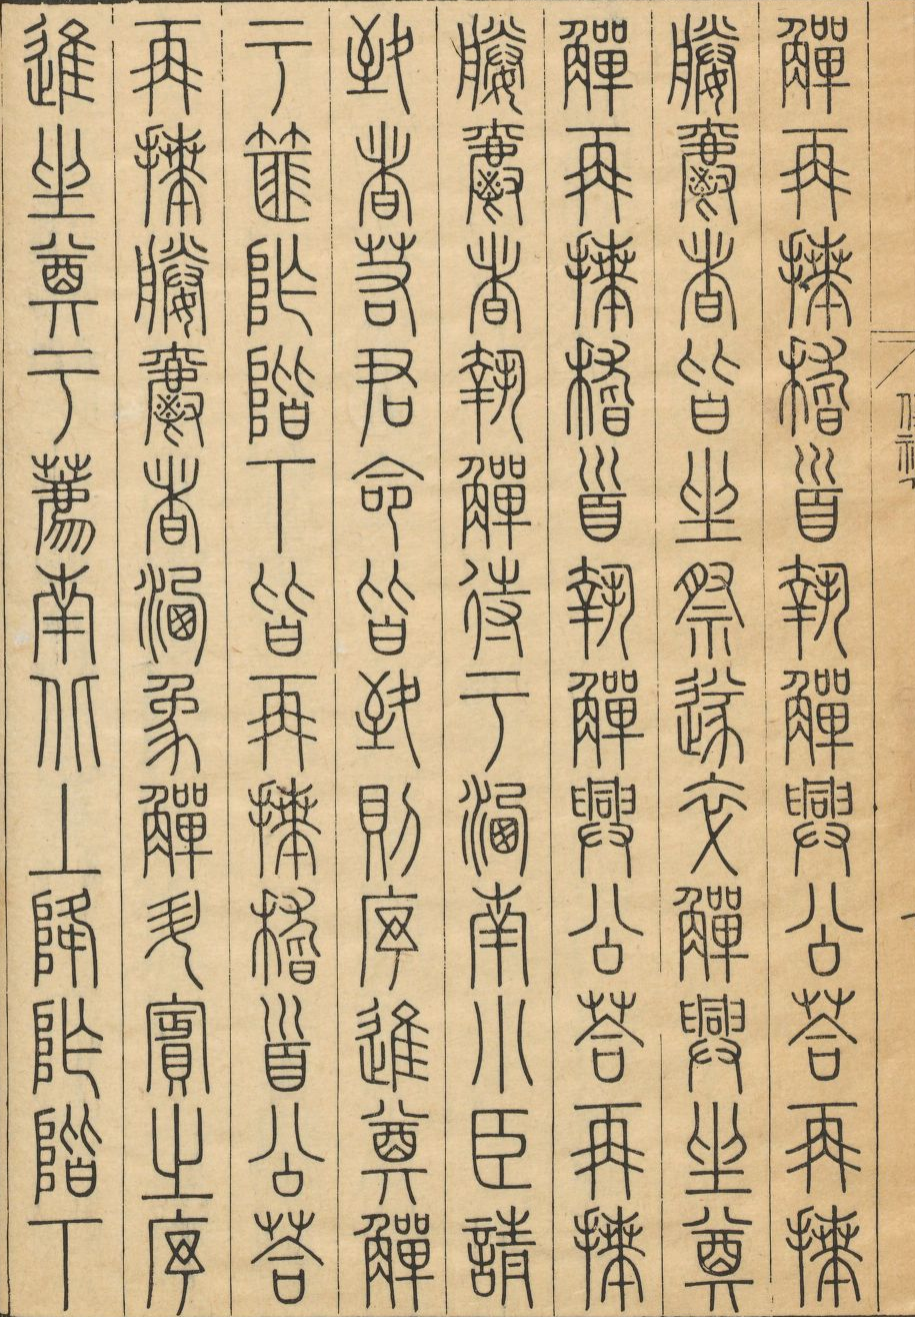 觶再拜稽首執觶興公荅再拜
媵爵者皆坐祭遂卒觶興坐奠
觶再拜稽首執觶興公荅再拜
媵爵者執觶待于洗南小臣請
致者若君命皆致則序進奠觶
于篚阼階下皆再拜稽首公荅
再拜媵爵者洗象觶升實之序
進坐奠于薦南北上降阼階下